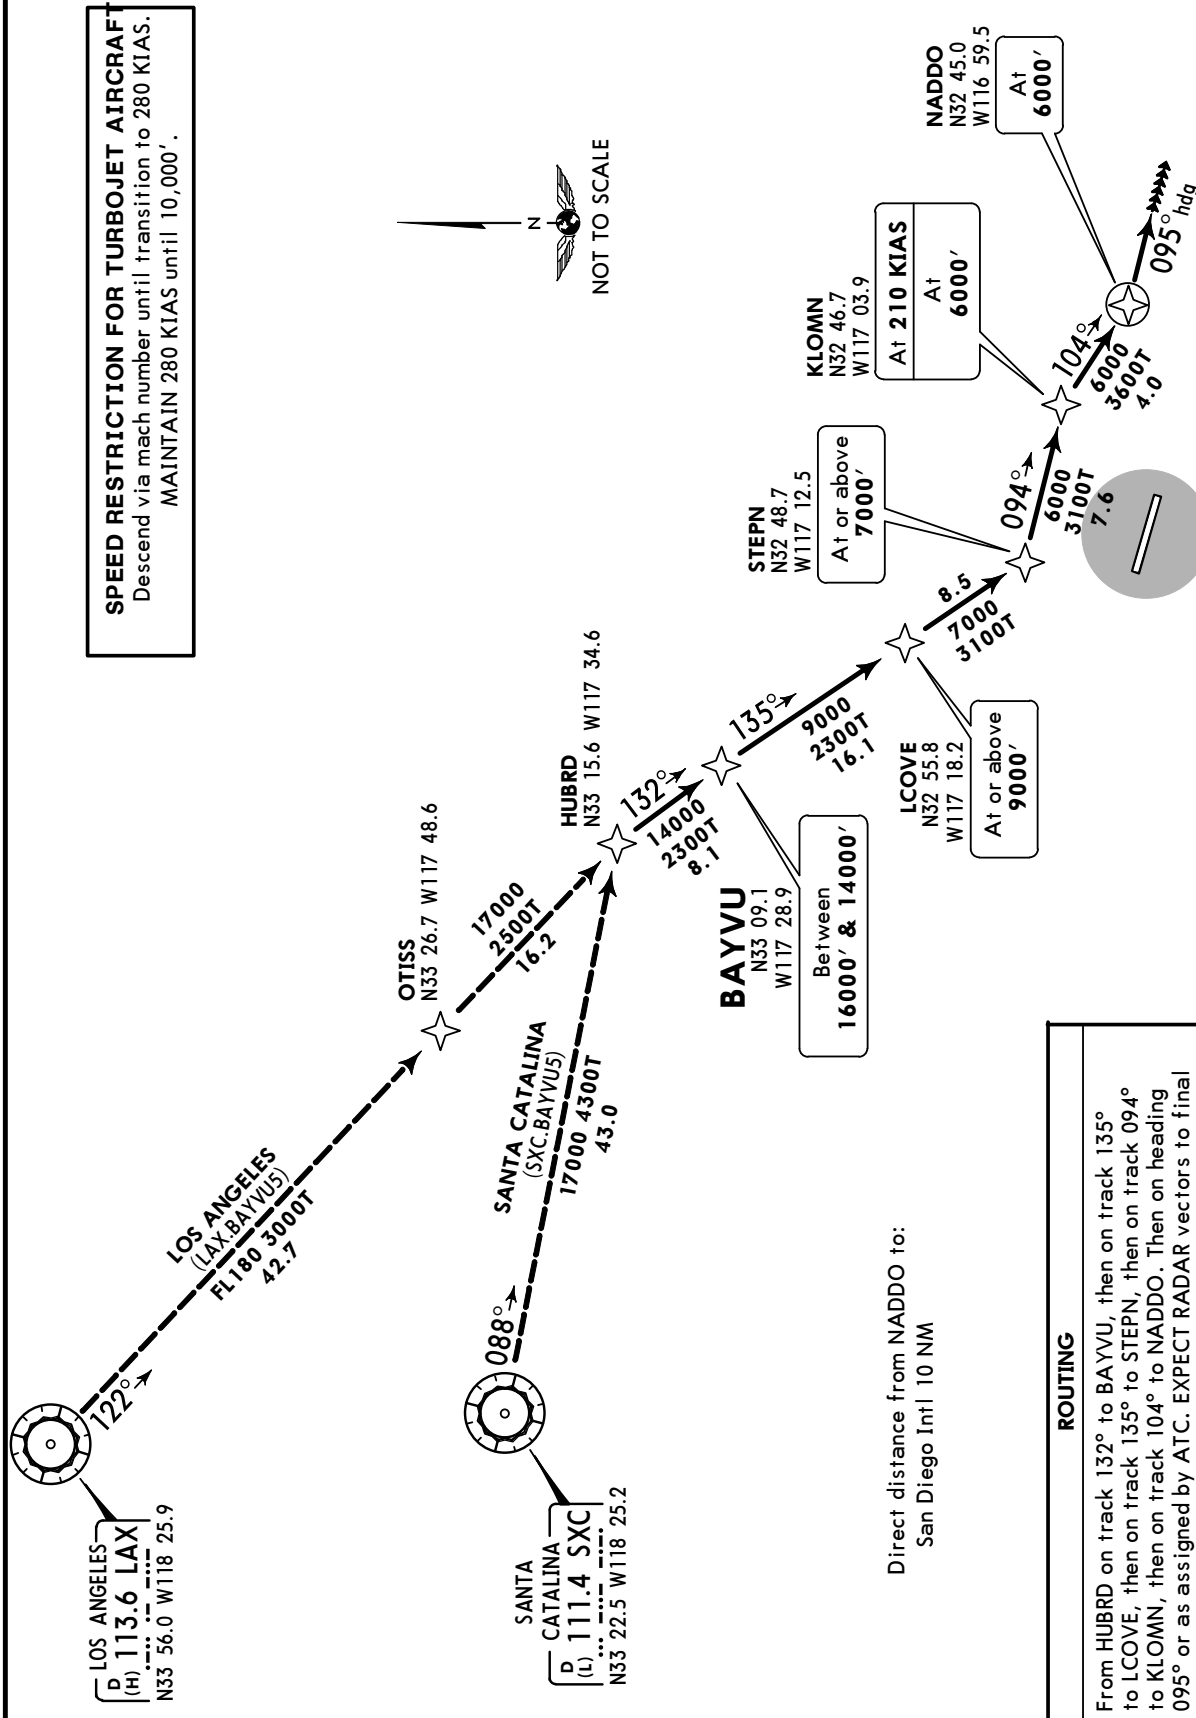 SPEED RESTRICTION FOR TURBOJET AIRCRAFT
Descend via mach number until transition to 280 KIAS.
MAINTAIN 280 KIAS until 10,000'.
LOS ANGELES
D
(H) 113.6 LAX
N33 56.0 W118 25.9
122°
LOS ANGELES
(LAX.BAYVU5)
FL180 3000T
42.7
OTISS
N33 26.7 W117 48.6
17000
2500T
16.2
N
NOT TO SCALE
SANTA
CATALINA
D
(L) 111.4 SXC
N33 22.5 W118 25.2
088°
SANTA CATALINA
(SXC.BAYVU5)
17000 4300T
43.0
HUBRD
N33 15.6 W117 34.6
132°
14000
2300T
8.1
BAYVU
N33 09.1
W117 28.9
Between
16000' & 14000'
135°
9000
2300T
16.1
LCOVE
N32 55.8
W117 18.2
At or above
9000'
8.5
7000
3100T
STEPN
N32 48.7
W117 12.5
At or above
7000'
094°
6000
3100T
7.6
KLOMN
N32 46.7
W117 03.9
At 210 KIAS
At
6000'
104°
6000
3600T
4.0
NADDO
N32 45.0
W116 59.5
At
6000'
095° hdg
Direct distance from NADDO to:
San Diego Intl 10 NM
ROUTING
From HUBRD on track 132° to BAYVU, then on track 135°
to LCOVE, then on track 135° to STEPN, then on track 094°
to KLOMN, then on track 104° to NADDO. Then on heading
095° or as assigned by ATC. EXPECT RADAR vectors to final